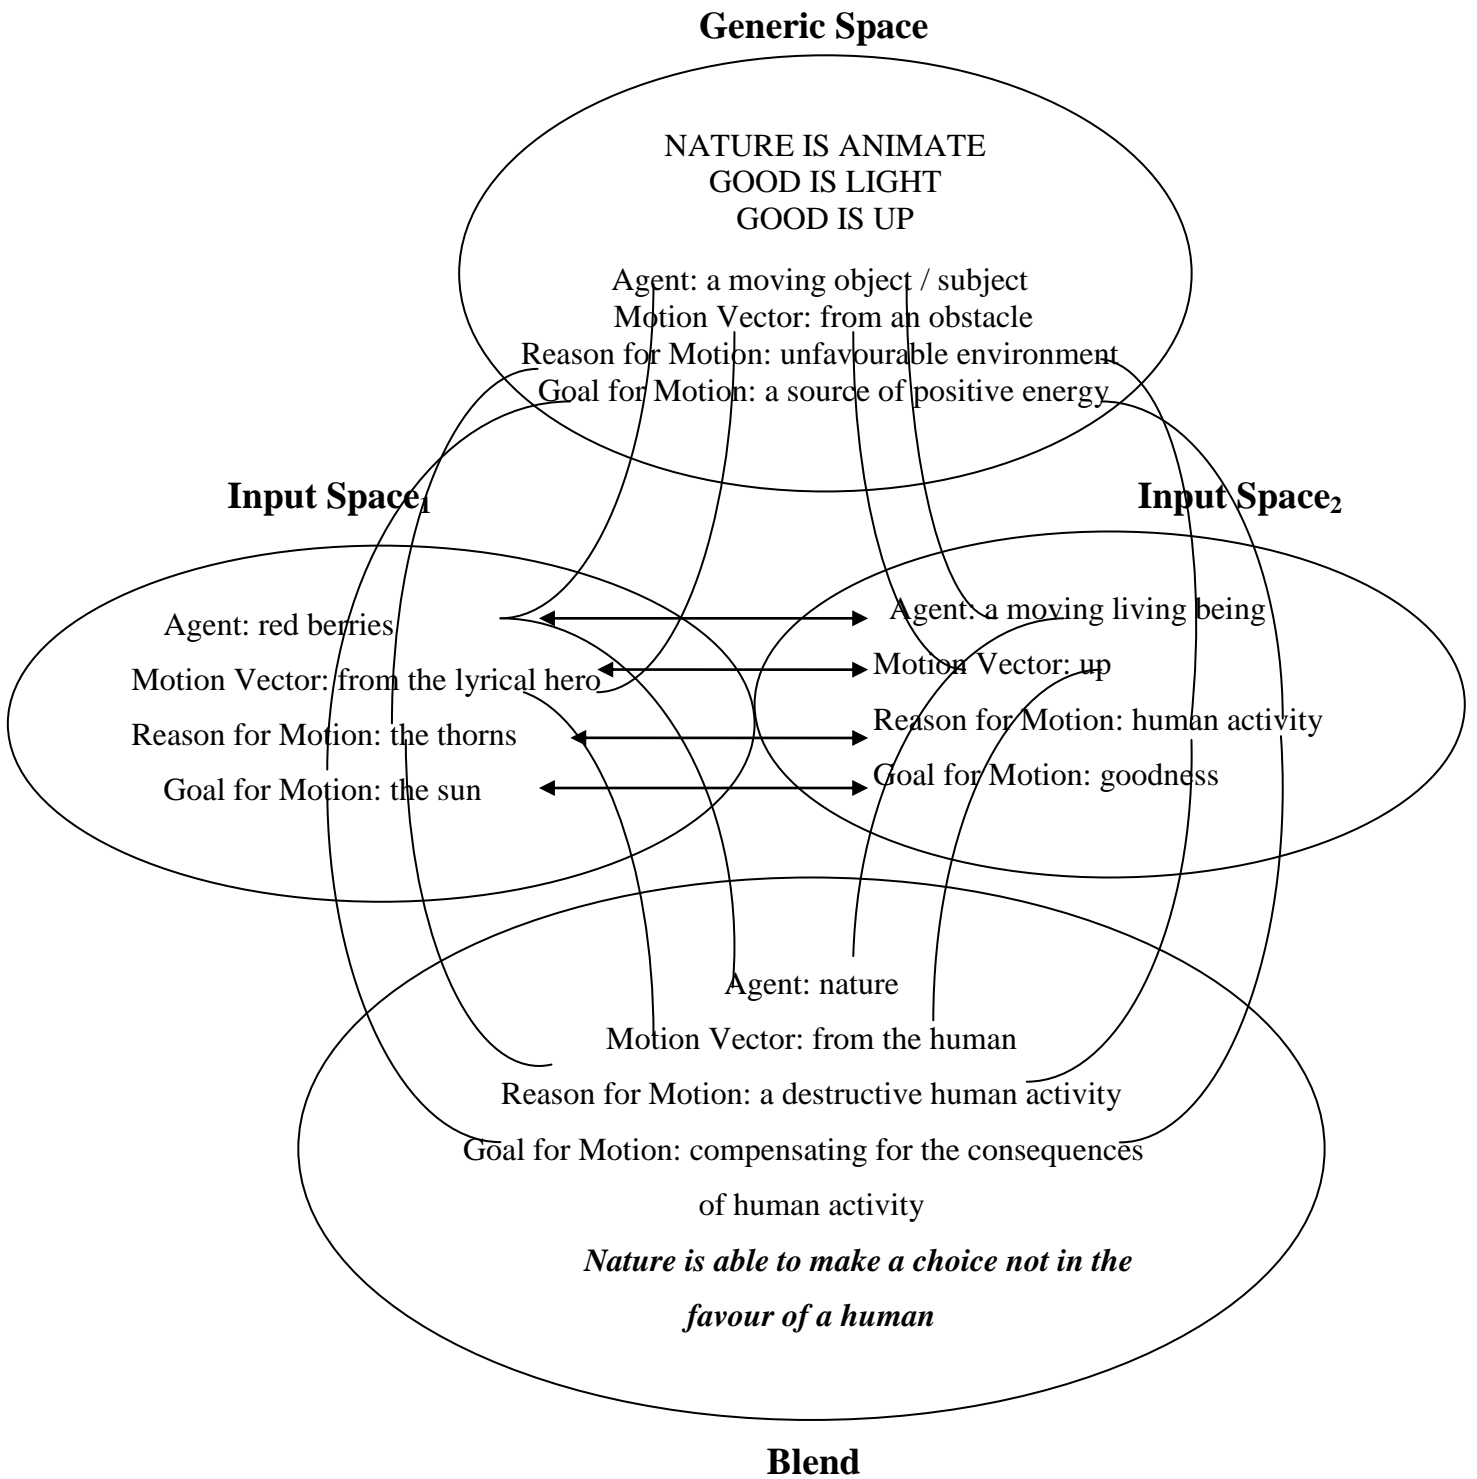 Generic Space
NATURE IS ANIMATE
GOOD IS LIGHT
GOOD IS UP
Agent: a moving object / subject
Motion Vector: from an obstacle
Reason for Motion: unfavourable environment
Goal for Motion: a source of positive energy
Input Space1
Agent: red berries
Motion Vector: from the lyrical hero
Reason for Motion: the thorns
Goal for Motion: the sun
Input Space2
Agent: a moving living being
Motion Vector: up
Reason for Motion: human activity
Goal for Motion: goodness
Agent: nature
Motion Vector: from the human
Reason for Motion: a destructive human activity
Goal for Motion: compensating for the consequences
of human activity
Nature is able to make a choice not in the
favour of a human
Blend